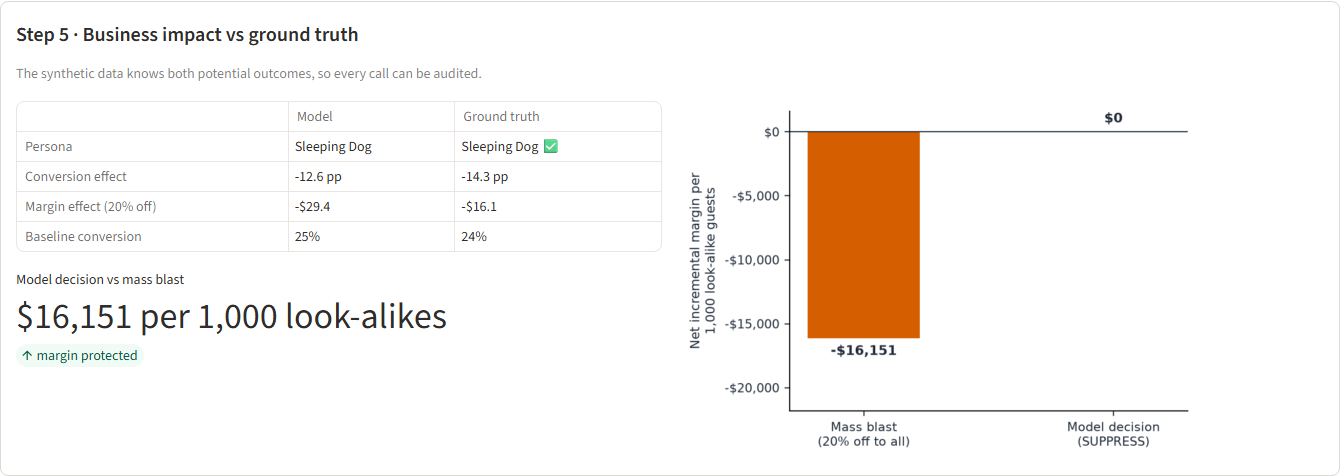 Step 5 · Business impact vs ground truth
The synthetic data knows both potential outcomes, so every call can be audited.
Model Ground truth
Persona Sleeping Dog Sleeping Dog ✅
Conversion effect -12.6 pp -14.3 pp
Margin effect (20% off) -$29.4 -$16.1
Baseline conversion 25% 24%
Model decision vs mass blast
$16,151 per 1,000 look-alikes
↑ margin protected
Net incremental margin per
1,000 look-alike guests
$0
-$5,000
-$10,000
-$15,000
-$20,000
$0
-$16,151
Mass blast
(20% off to all)
Model decision
(SUPPRESS)